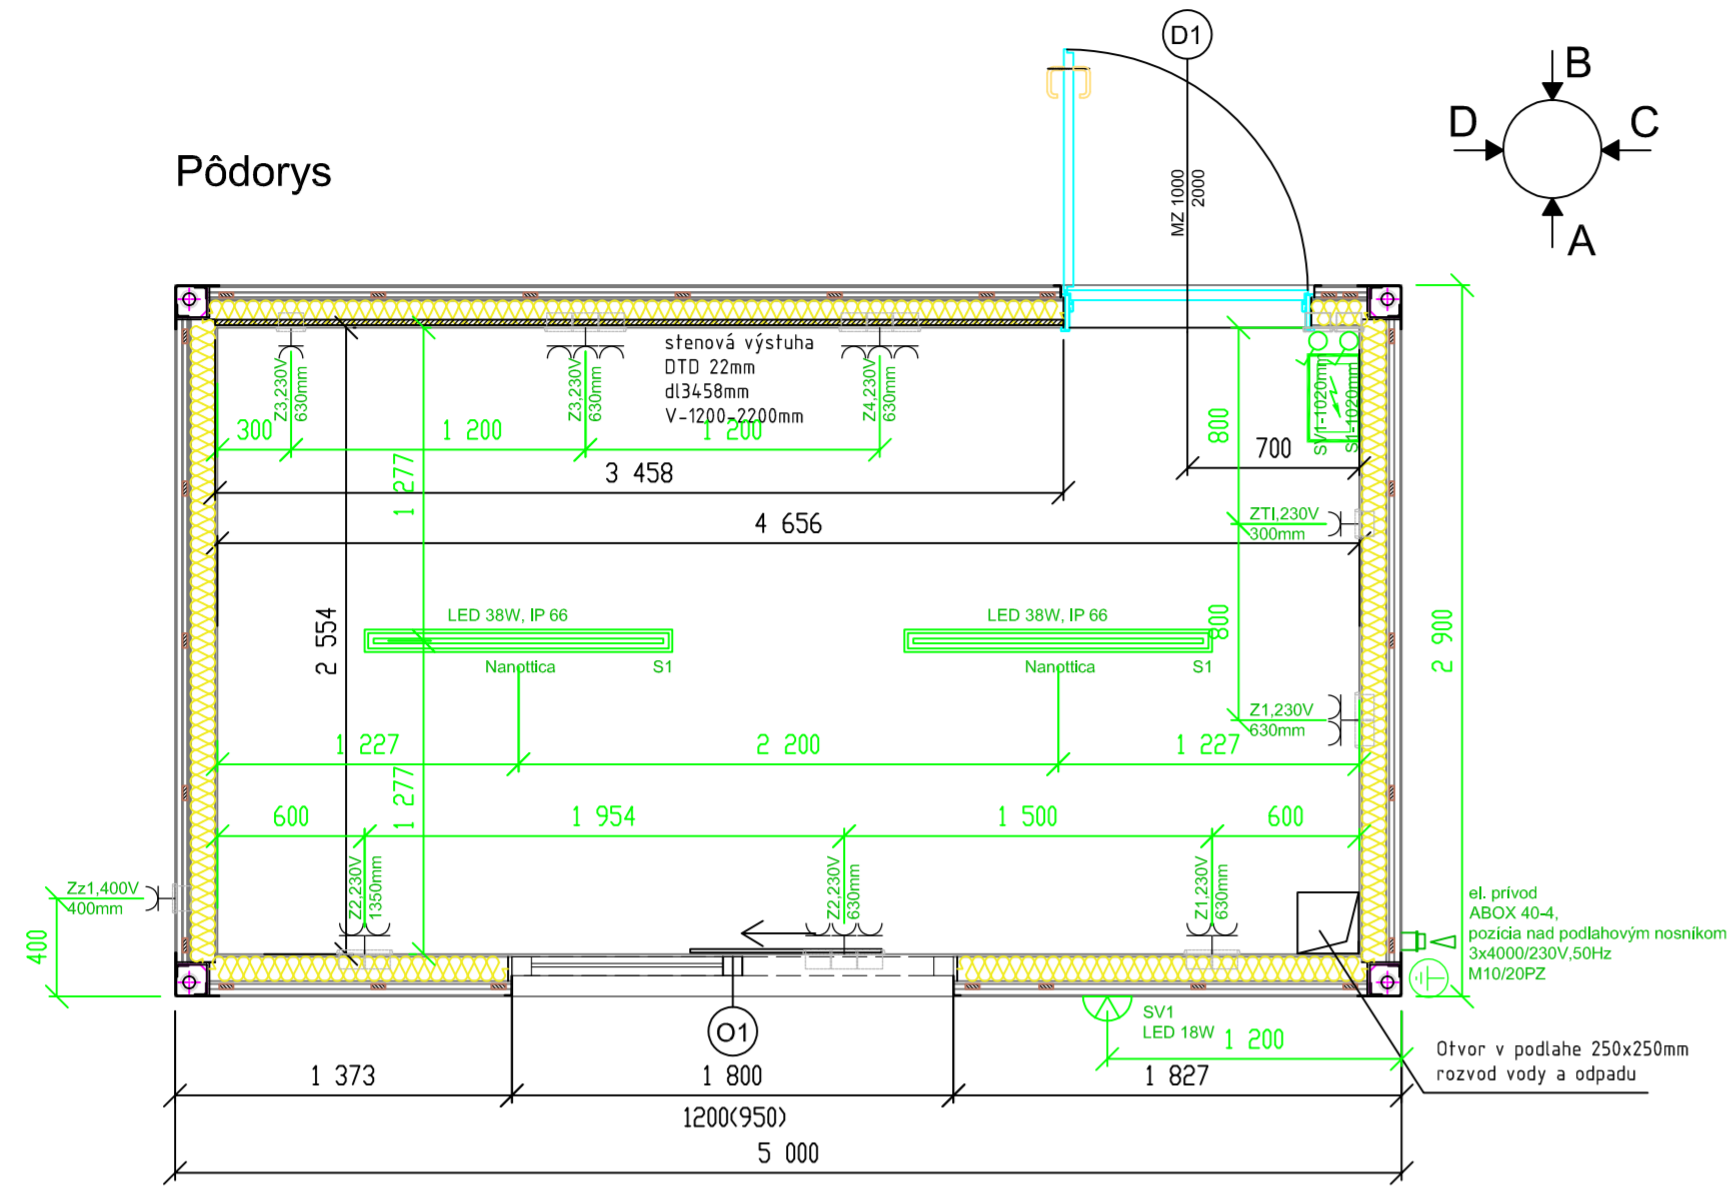 D1
B
D
C
A
Pôdorys
MZ 1000
2000
stenová výstuha
DTD 22mm
dl3458mm
V-1200-2200mm
Z3,230V
630mm
Z3,230V
630mm
Z4,230V
630mm
SV1-1020mm
S1-1020mm
300
1 200
1 200
800
700
3 458
1 277
4 656
ZTI,230V
300mm
LED 38W, IP 66
LED 38W, IP 66
800
2 554
2 900
Nanottica
S1
Nanottica
S1
Z1,230V
630mm
1 227
2 200
1 227
1 277
600
1 954
1 500
600
Zz1,400V
400mm
Z2,230V
1350mm
Z2,230V
630mm
Z1,230V
630mm
400
el. prívod
ABOX 40-4,
pozícia nad podlahovým nosníkom
3x4000/230V,50Hz
M10/20PZ
O1
SV1
LED 18W
1 200
Otvor v podlahe 250x250mm
rozvod vody a odpadu
1 373
1 800
1 827
1200(950)
5 000